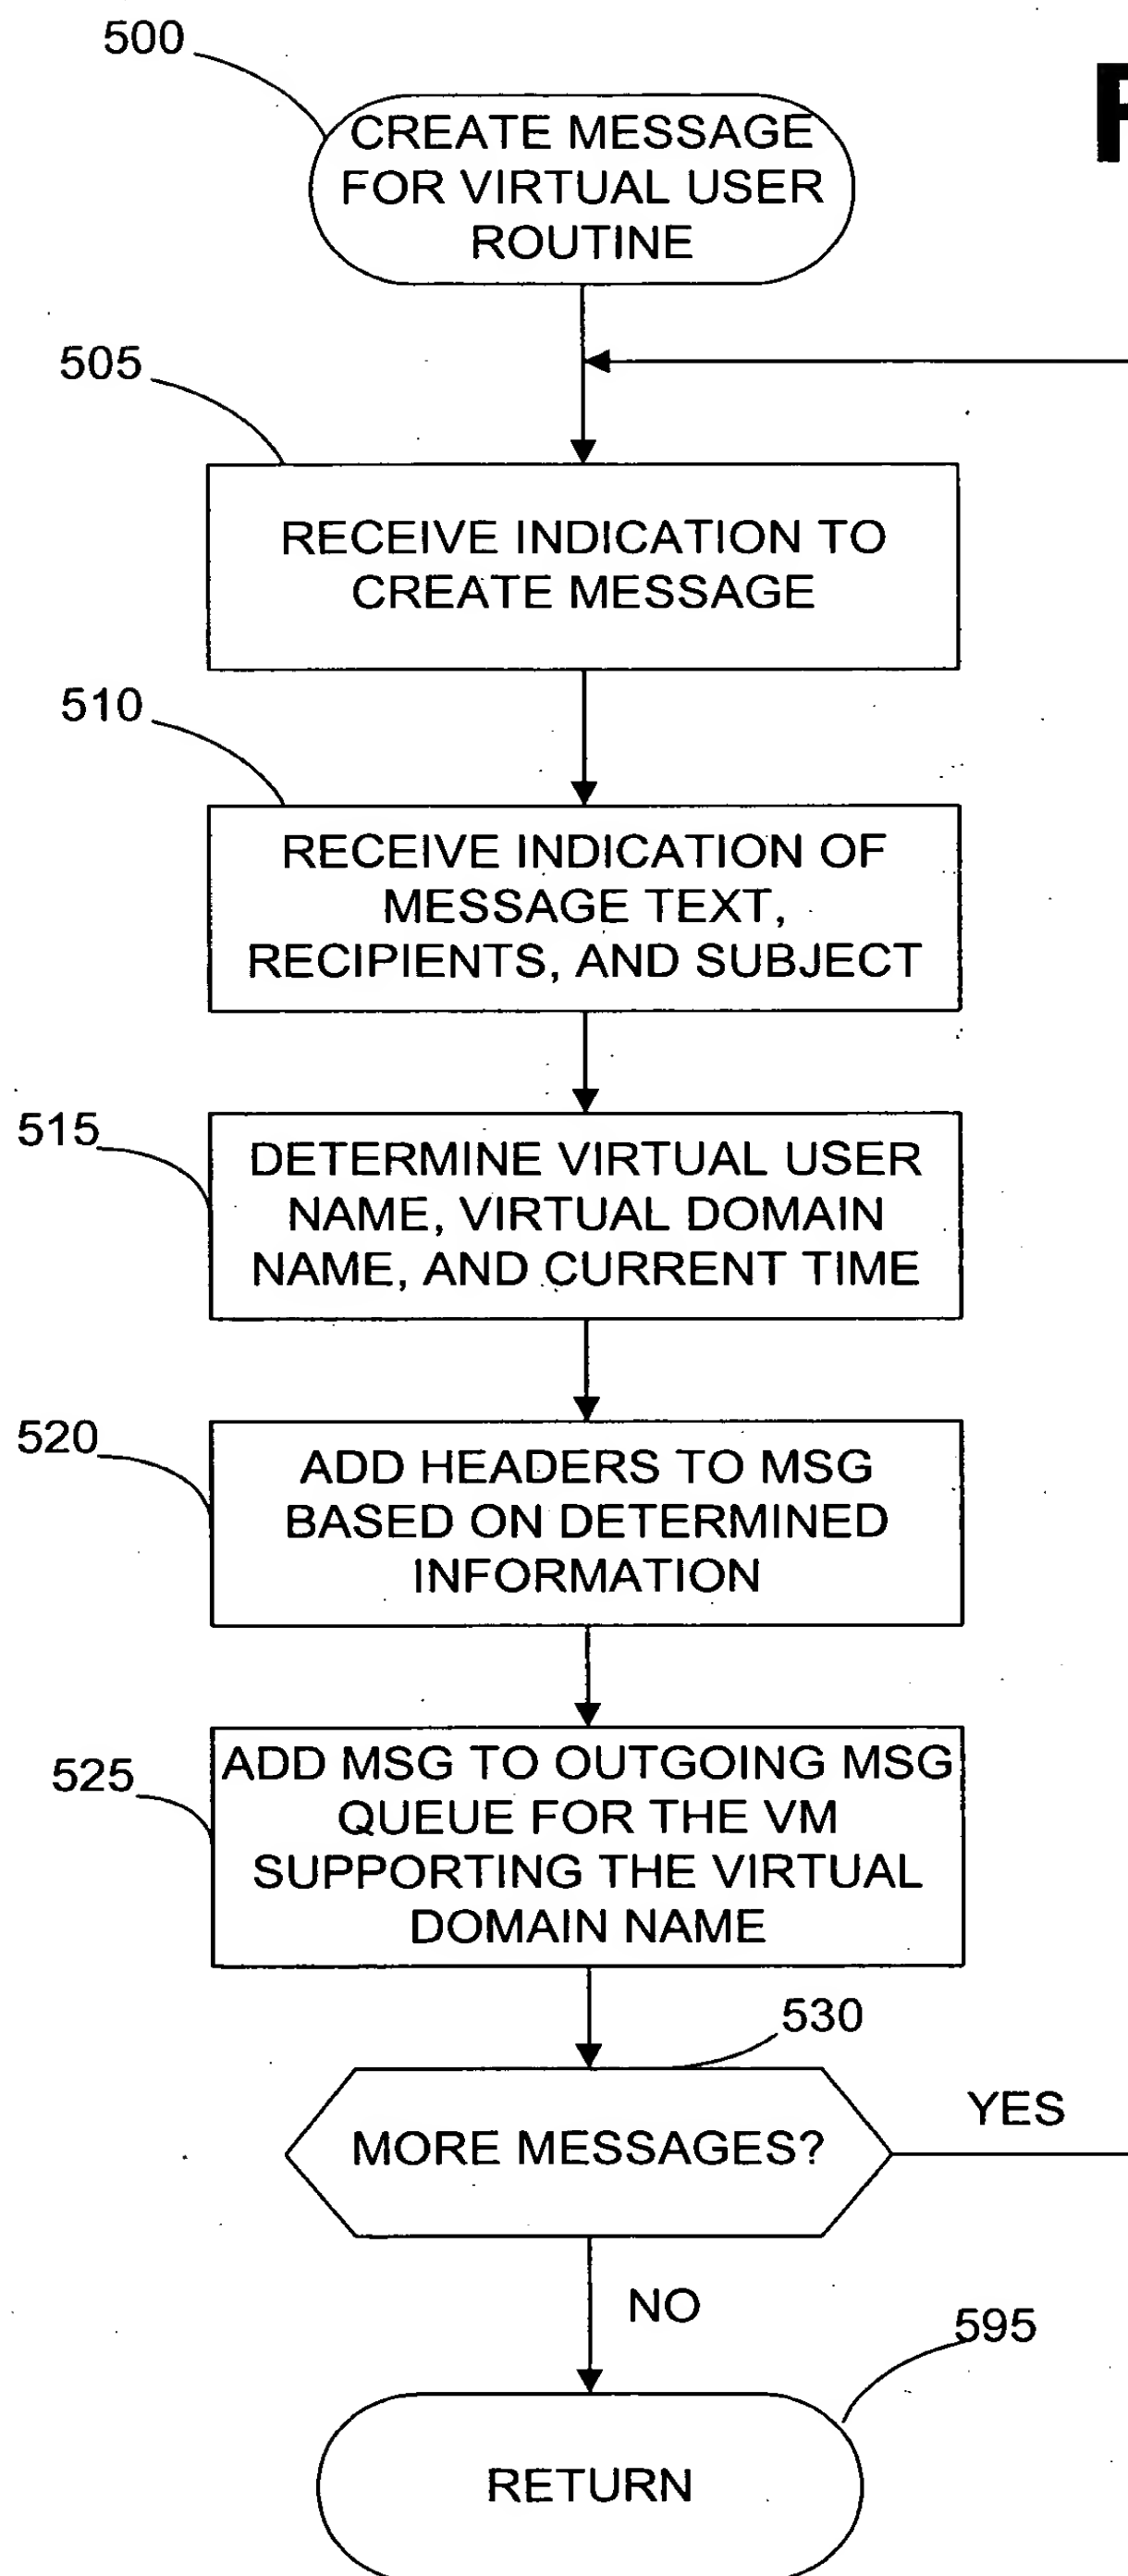 500
CREATE MESSAGE
FOR VIRTUAL USER
ROUTINE
505
RECEIVE INDICATION TO
CREATE MESSAGE
510
RECEIVE INDICATION OF
MESSAGE TEXT,
RECIPIENTS, AND SUBJECT
515
DETERMINE VIRTUAL USER
NAME, VIRTUAL DOMAIN
NAME, AND CURRENT TIME
520
ADD HEADERS TO MSG
BASED ON DETERMINED
INFORMATION
525
ADD MSG TO OUTGOING MSG
QUEUE FOR THE VM
SUPPORTING THE VIRTUAL
DOMAIN NAME
530
MORE MESSAGES?
YES
NO
595
RETURN